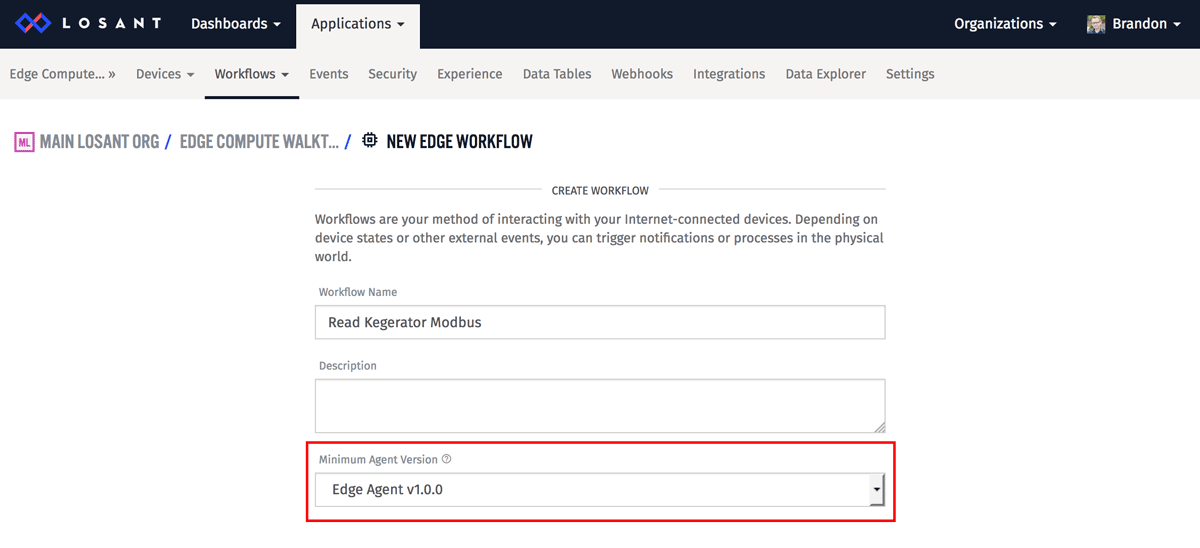 LOSANT Dashboards Applications Organizations Brandon
Edge Compute... » Devices Workflows Events Security Experience Data Tables Webhooks Integrations Data Explorer Settings
ML MAIN LOSANT ORG / EDGE COMPUTE WALKT... / NEW EDGE WORKFLOW
CREATE WORKFLOW
Workflows are your method of interacting with your Internet-connected devices. Depending on
device states or other external events, you can trigger notifications or processes in the physical
world.
Workflow Name
Read Kegerator Modbus
Description
Minimum Agent Version ?
Edge Agent v1.0.0